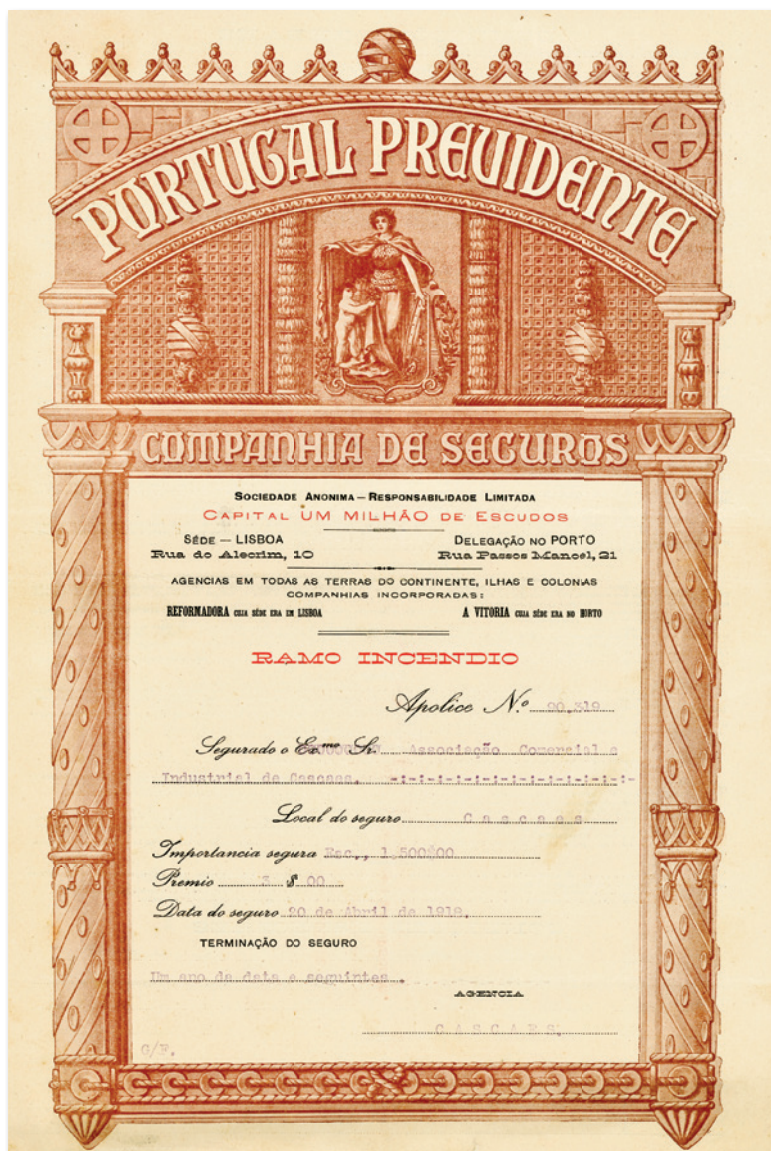 PORTUGAL PREVIDENTE
COMPANHIA DE SEGUROS
SOCIEDADE ANONIMA — RESPONSABILIDADE LIMITADA
CAPITAL UM MILHÃO DE ESCUDOS
SÉDE — LISBOA DELEGAÇÃO NO PORTO
Rua do Alecrim, 10 Rua Passos Manoel, 21
AGENCIAS EM TODAS AS TERRAS DO CONTINENTE, ILHAS E COLONIAS
COMPANHIAS INCORPORADAS:
REFORMADORA CUJA SÉDE ERA EM LISBOA A VITORIA CUJA SÉDE ERA NO PORTO
RAMO INCENDIO
Apolice N.º 90,319
Segurado o Ex.mo Sr. Associação Comercial e
Industrial de Cascaes, -:-:-:-:-:-:-:-:-:-:-:-:-
Local do seguro Cascaes
Importancia segura Esc., 1,500$00
Premio 3 $ 00
Data do seguro 20 de Abril de 1918.
TERMINAÇÃO DO SEGURO
Um ano da data e seguintes.
AGENCIA
CASCAES,
G/F.